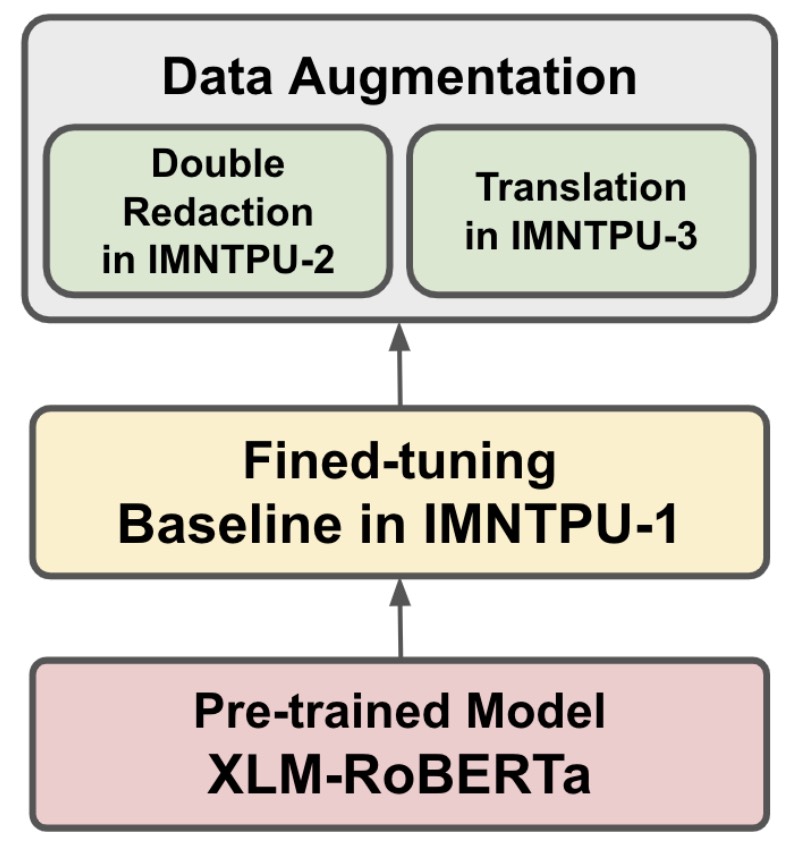 Data Augmentation
Double
Redaction
in IMNTPU-2
Translation
in IMNTPU-3
Fined-tuning
Baseline in IMNTPU-1
Pre-trained Model
XLM-RoBERTa